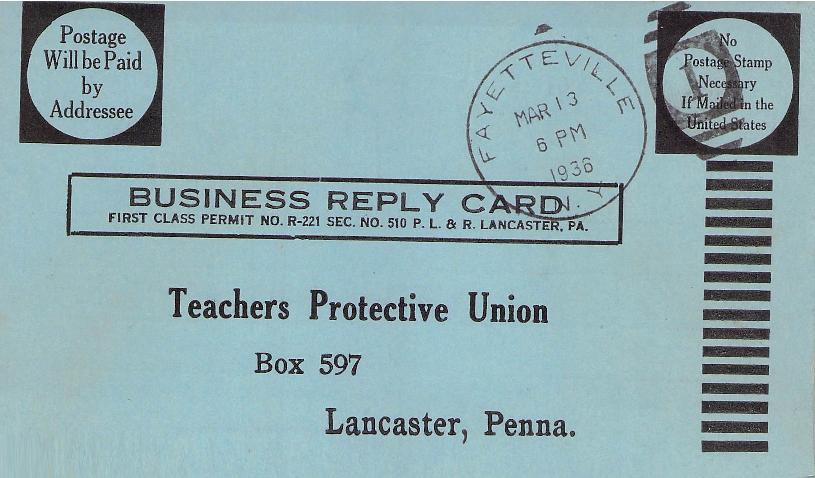 Postage
Will be Paid
by
Addressee
FAYETTEVILLE
MAR 13
6 PM
1936
N. Y.
No
Postage Stamp
Necessary
If Mailed in the
United States
BUSINESS REPLY CARD
FIRST CLASS PERMIT NO. R-221 SEC. NO. 510 P. L. & R. LANCASTER, PA.
Teachers Protective Union
Box 597
Lancaster, Penna.